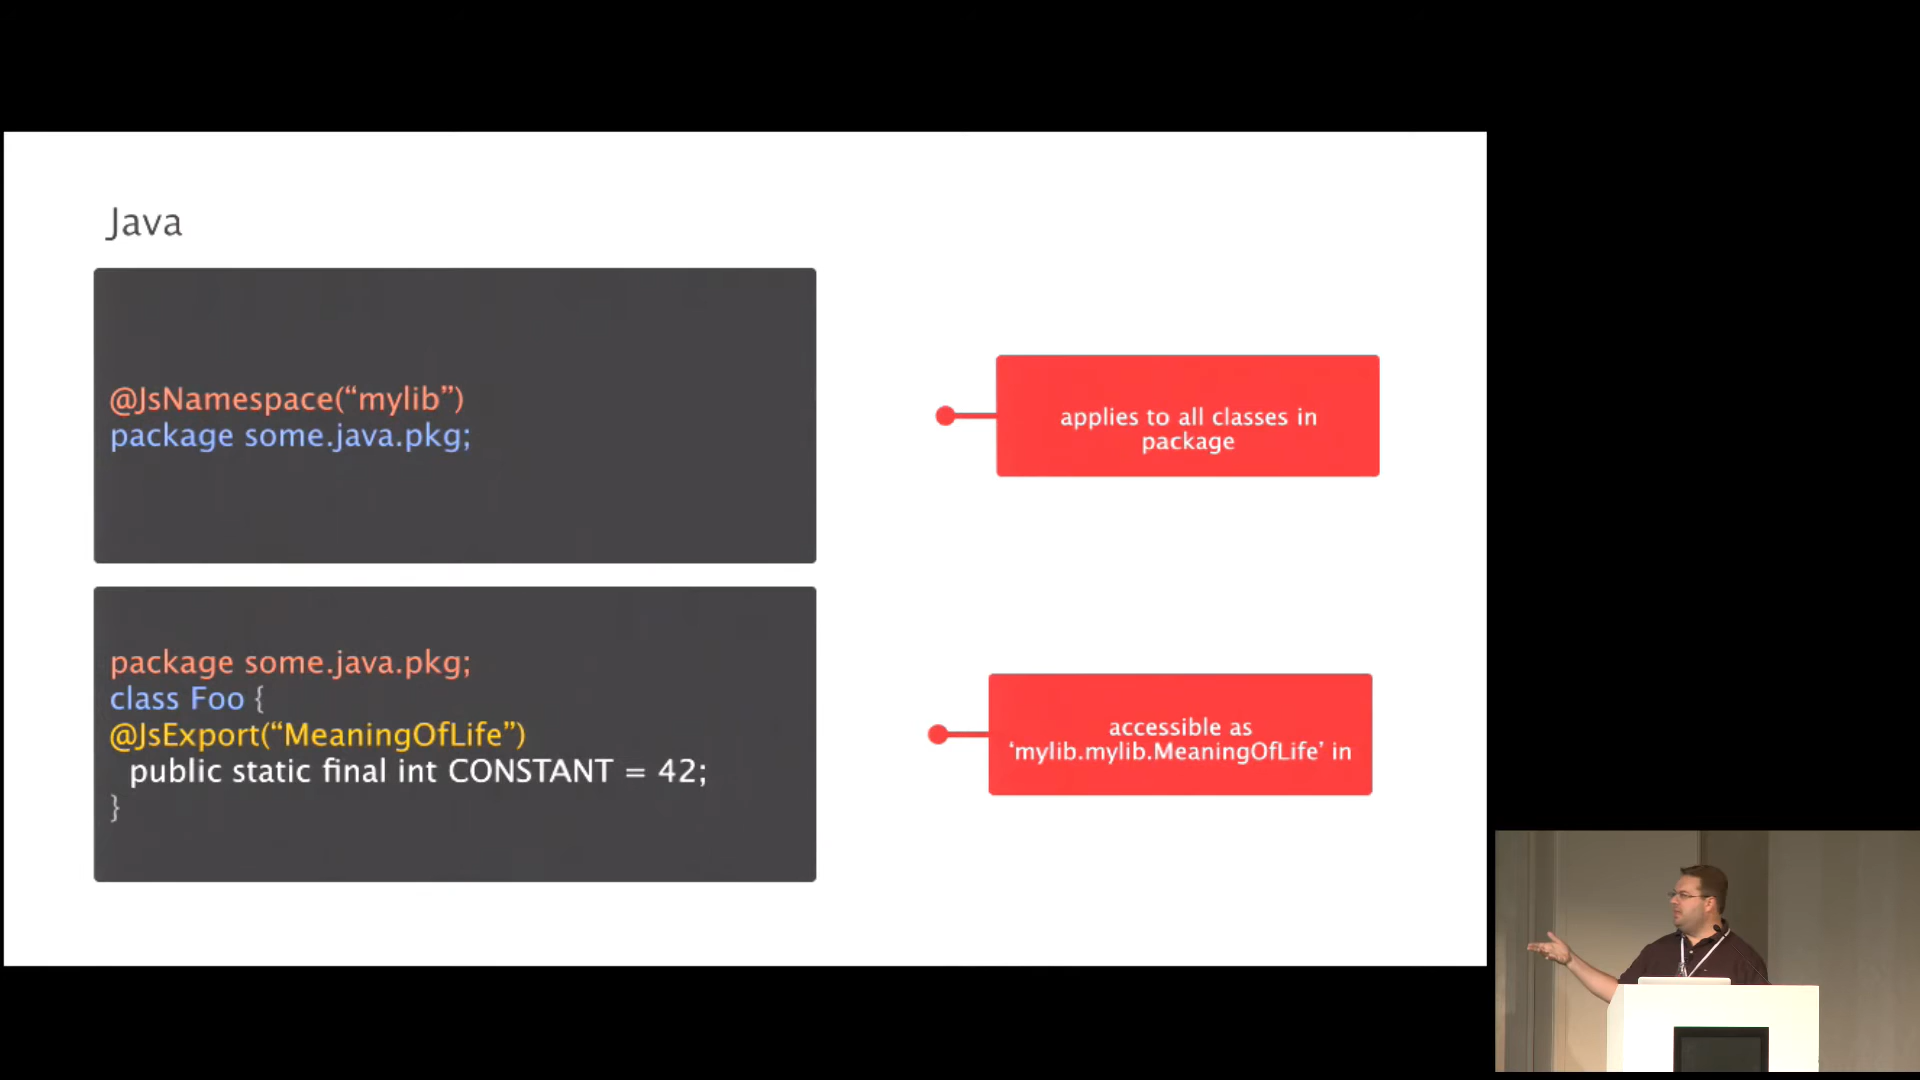 Java
@JsNamespace(“mylib”)
package some.java.pkg;
applies to all classes in
package
package some.java.pkg;
class Foo {
@JsExport(“MeaningOfLife”)
public static final int CONSTANT = 42;
}
accessible as
‘mylib.mylib.MeaningOfLife’ in